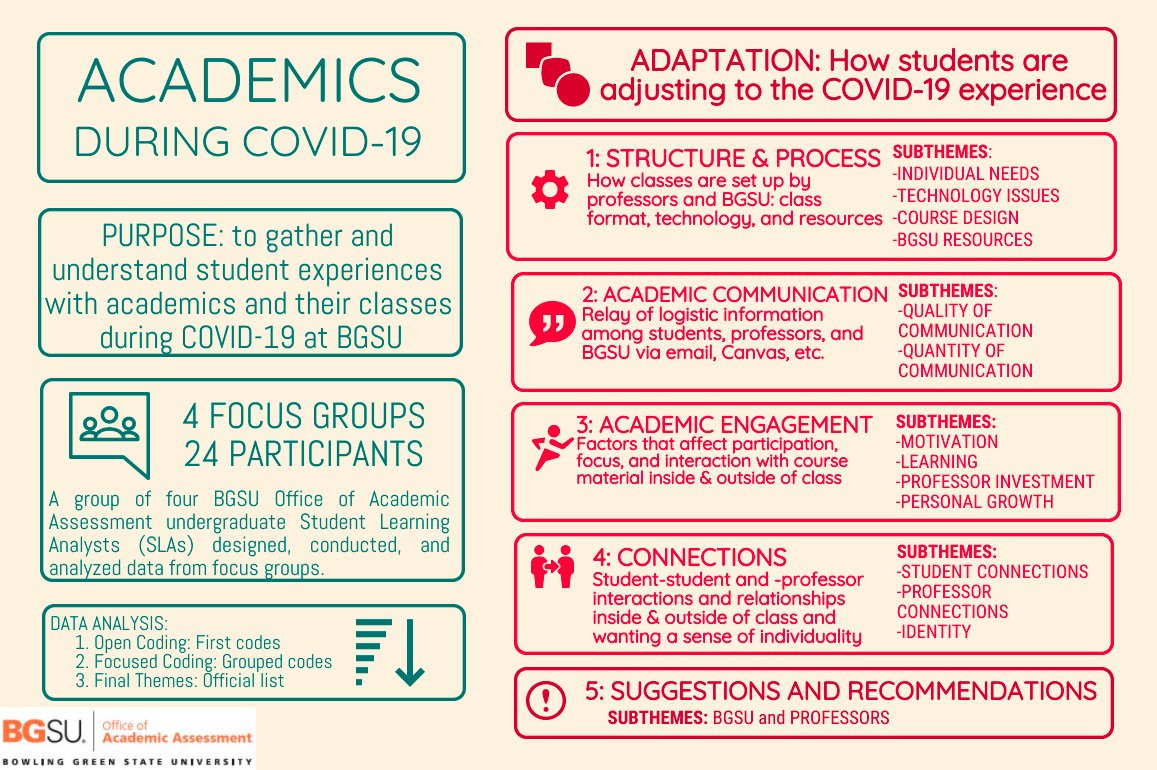 ACADEMICS
DURING COVID-19
PURPOSE: to gather and
understand student experiences
with academics and their classes
during COVID-19 at BGSU
4 FOCUS GROUPS
24 PARTICIPANTS
A group of four BGSU Office of Academic
Assessment undergraduate Student Learning
Analysts (SLAs) designed, conducted, and
analyzed data from focus groups.
DATA ANALYSIS:
1. Open Coding: First codes
2. Focused Coding: Grouped codes
3. Final Themes: Official list
BGSU. Office of
Academic Assessment
BOWLING GREEN STATE UNIVERSITY
ADAPTATION: How students are
adjusting to the COVID-19 experience
1: STRUCTURE & PROCESS
How classes are set up by
professors and BGSU: class
format, technology, and resources
SUBTHEMES:
-INDIVIDUAL NEEDS
-TECHNOLOGY ISSUES
-COURSE DESIGN
-BGSU RESOURCES
2: ACADEMIC COMMUNICATION
Relay of logistic information
among students, professors, and
BGSU via email, Canvas, etc.
SUBTHEMES:
-QUALITY OF
COMMUNICATION
-QUANTITY OF
COMMUNICATION
3: ACADEMIC ENGAGEMENT
Factors that affect participation,
focus, and interaction with course
material inside & outside of class
SUBTHEMES:
-MOTIVATION
-LEARNING
-PROFESSOR INVESTMENT
-PERSONAL GROWTH
4: CONNECTIONS
Student-student and -professor
interactions and relationships
inside & outside of class and
wanting a sense of individuality
SUBTHEMES:
-STUDENT CONNECTIONS
-PROFESSOR
CONNECTIONS
-IDENTITY
5: SUGGESTIONS AND RECOMMENDATIONS
SUBTHEMES: BGSU and PROFESSORS